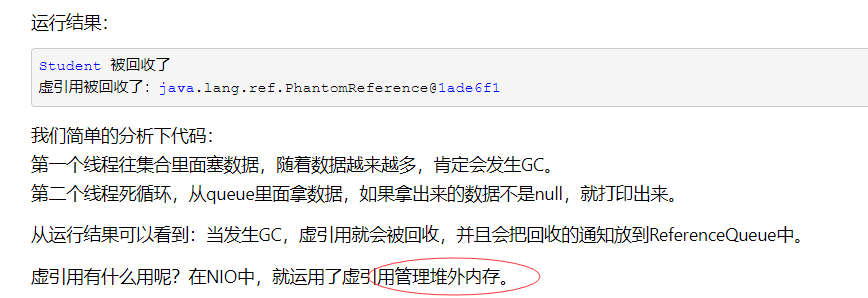 运行结果：
Student 被回收了
虚引用被回收了：java.lang.ref.PhantomReference@1ade6f1
我们简单的分析下代码：
第一个线程往集合里面塞数据，随着数据越来越多，肯定会发生GC。
第二个线程死循环，从queue里面拿数据，如果拿出来的数据不是null，就打印出来。
从运行结果可以看到：当发生GC，虚引用就会被回收，并且会把回收的通知放到ReferenceQueue中。
虚引用有什么用呢？在NIO中，就运用了虚引用管理堆外内存。